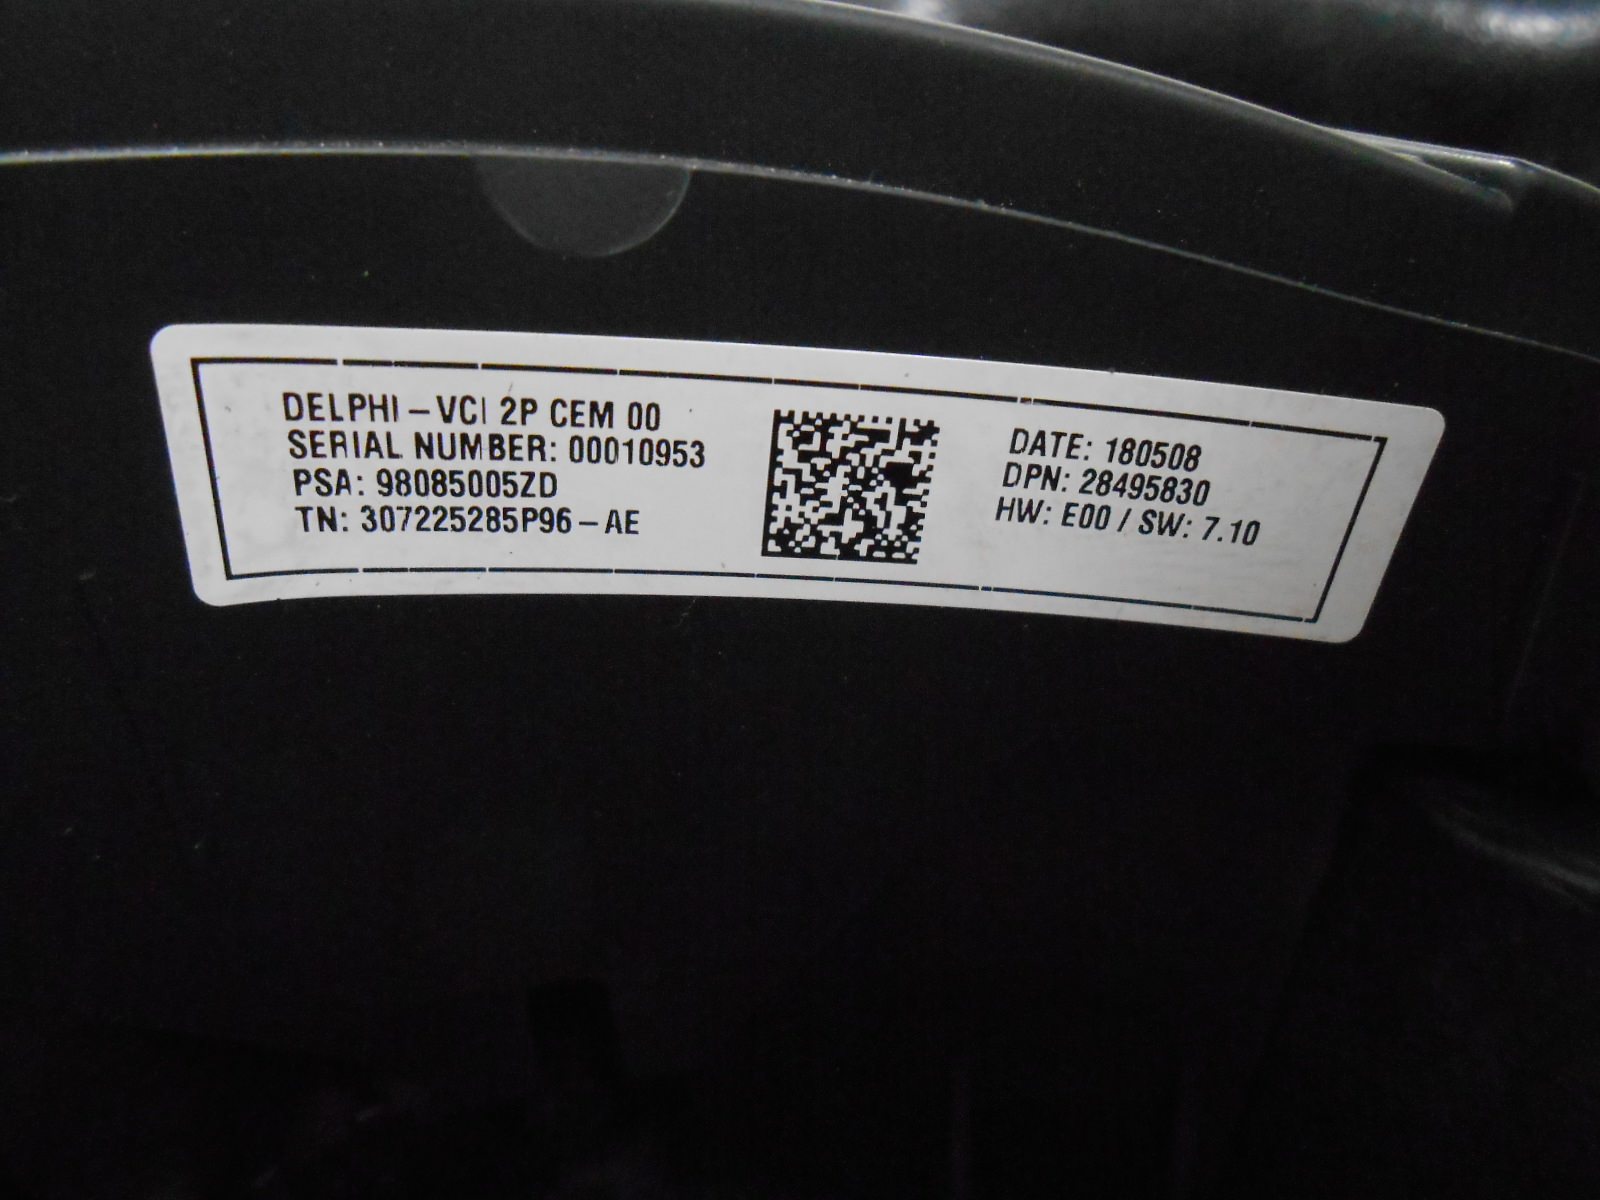 DELPHI-VCI 2P CEM 00
SERIAL NUMBER: 00010953
PSA: 98085005ZD
TN: 307225285P96-AE
DATE: 180508
DPN: 28495830
HW: E00 / SW: 7.10